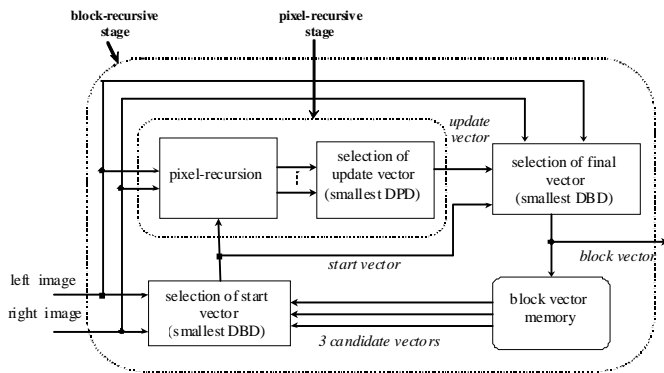 block-recursive
stage
pixel-recursive
stage
update
vector
pixel-recursion
selection of
update vector
(smallest DPD)
selection of final
vector
(smallest DBD)
start vector
block vector
left image
right image
selection of start
vector
(smallest DBD)
3 candidate vectors
block vector
memory